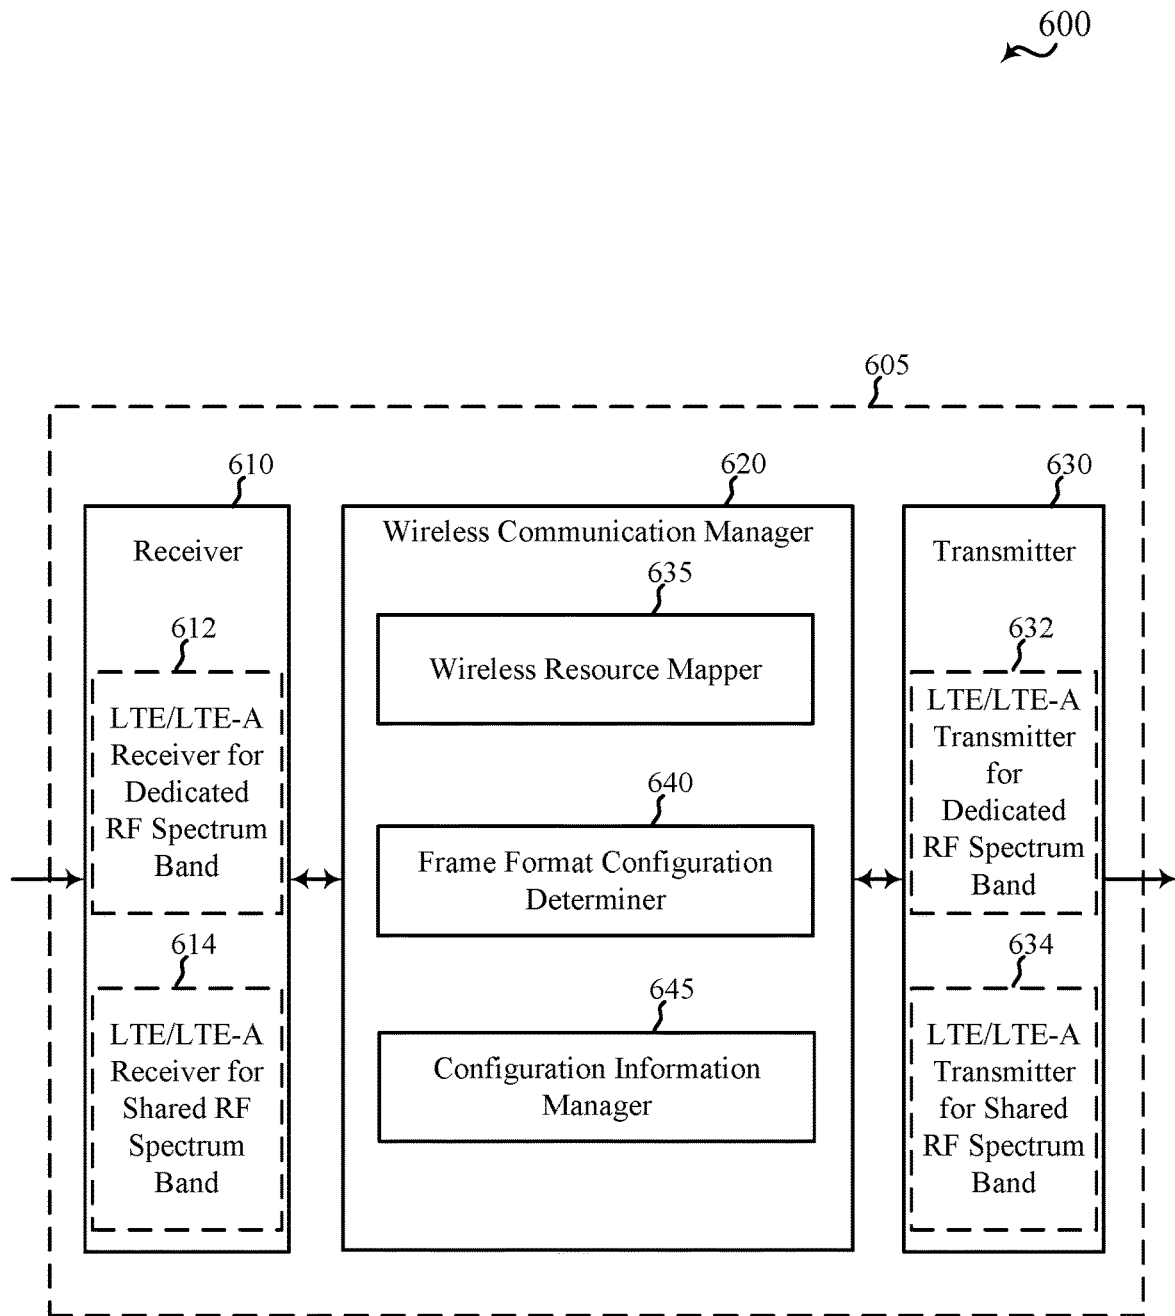 600
605
610
620
630
Receiver
Wireless Communication Manager
Transmitter
635
Wireless Resource Mapper
612
LTE/LTE-A
Receiver for
Dedicated
RF Spectrum
Band
632
LTE/LTE-A
Transmitter
for
Dedicated
RF Spectrum
Band
640
Frame Format Configuration
Determiner
614
LTE/LTE-A
Receiver for
Shared RF
Spectrum
Band
645
Configuration Information
Manager
634
LTE/LTE-A
Transmitter
for Shared
RF Spectrum
Band